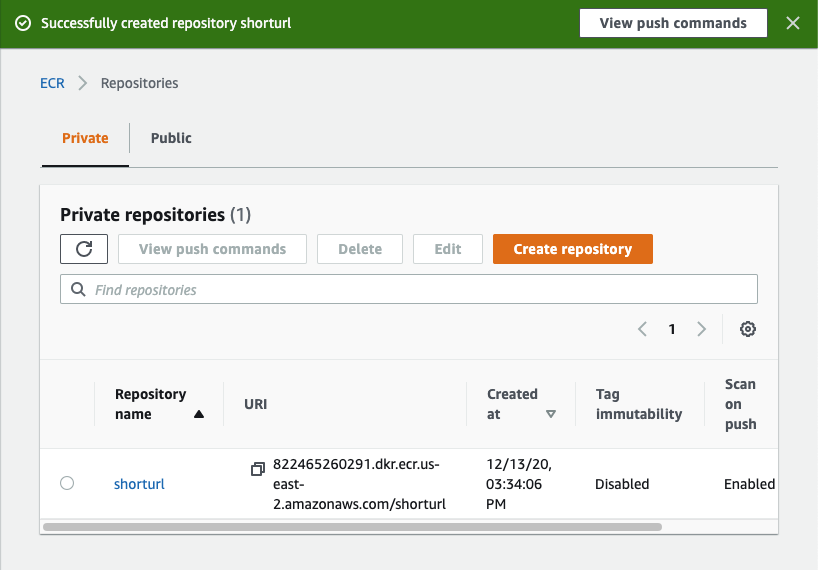 Successfully created repository shorturl
View push commands
ECR
Repositories
Private
Public
Private repositories (1)
View push commands
Delete
Edit
Create repository
Find repositories
1
Repository
name
URI
Created
at
Tag
immutability
Scan
on
push
shorturl
822465260291.dkr.ecr.us-
east-
2.amazonaws.com/shorturl
12/13/20,
03:34:06
PM
Disabled
Enabled